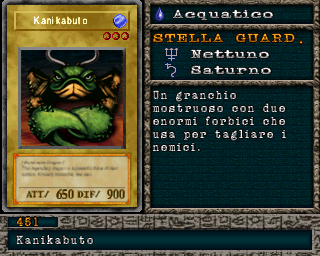 Kanikabuto
ATT/ 650 DIF/ 900
Acquatico
STELLA GUARD.
Nettuno
Saturno
Un granchio
mostruoso con due
enormi forbici che
usa per tagliare i
nemici.
451
Kanikabuto